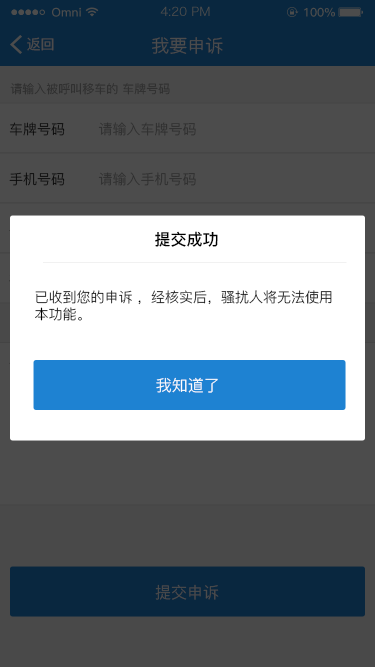 Omni 4:20 PM 100%
返回 我要申诉
请输入被呼叫移车的 车牌号码
车牌号码 请输入车牌号码
手机号码 请输入手机号码
提交成功
已收到您的申诉 ，经核实后，骚扰人将无法使用
本功能。
我知道了
提交申诉